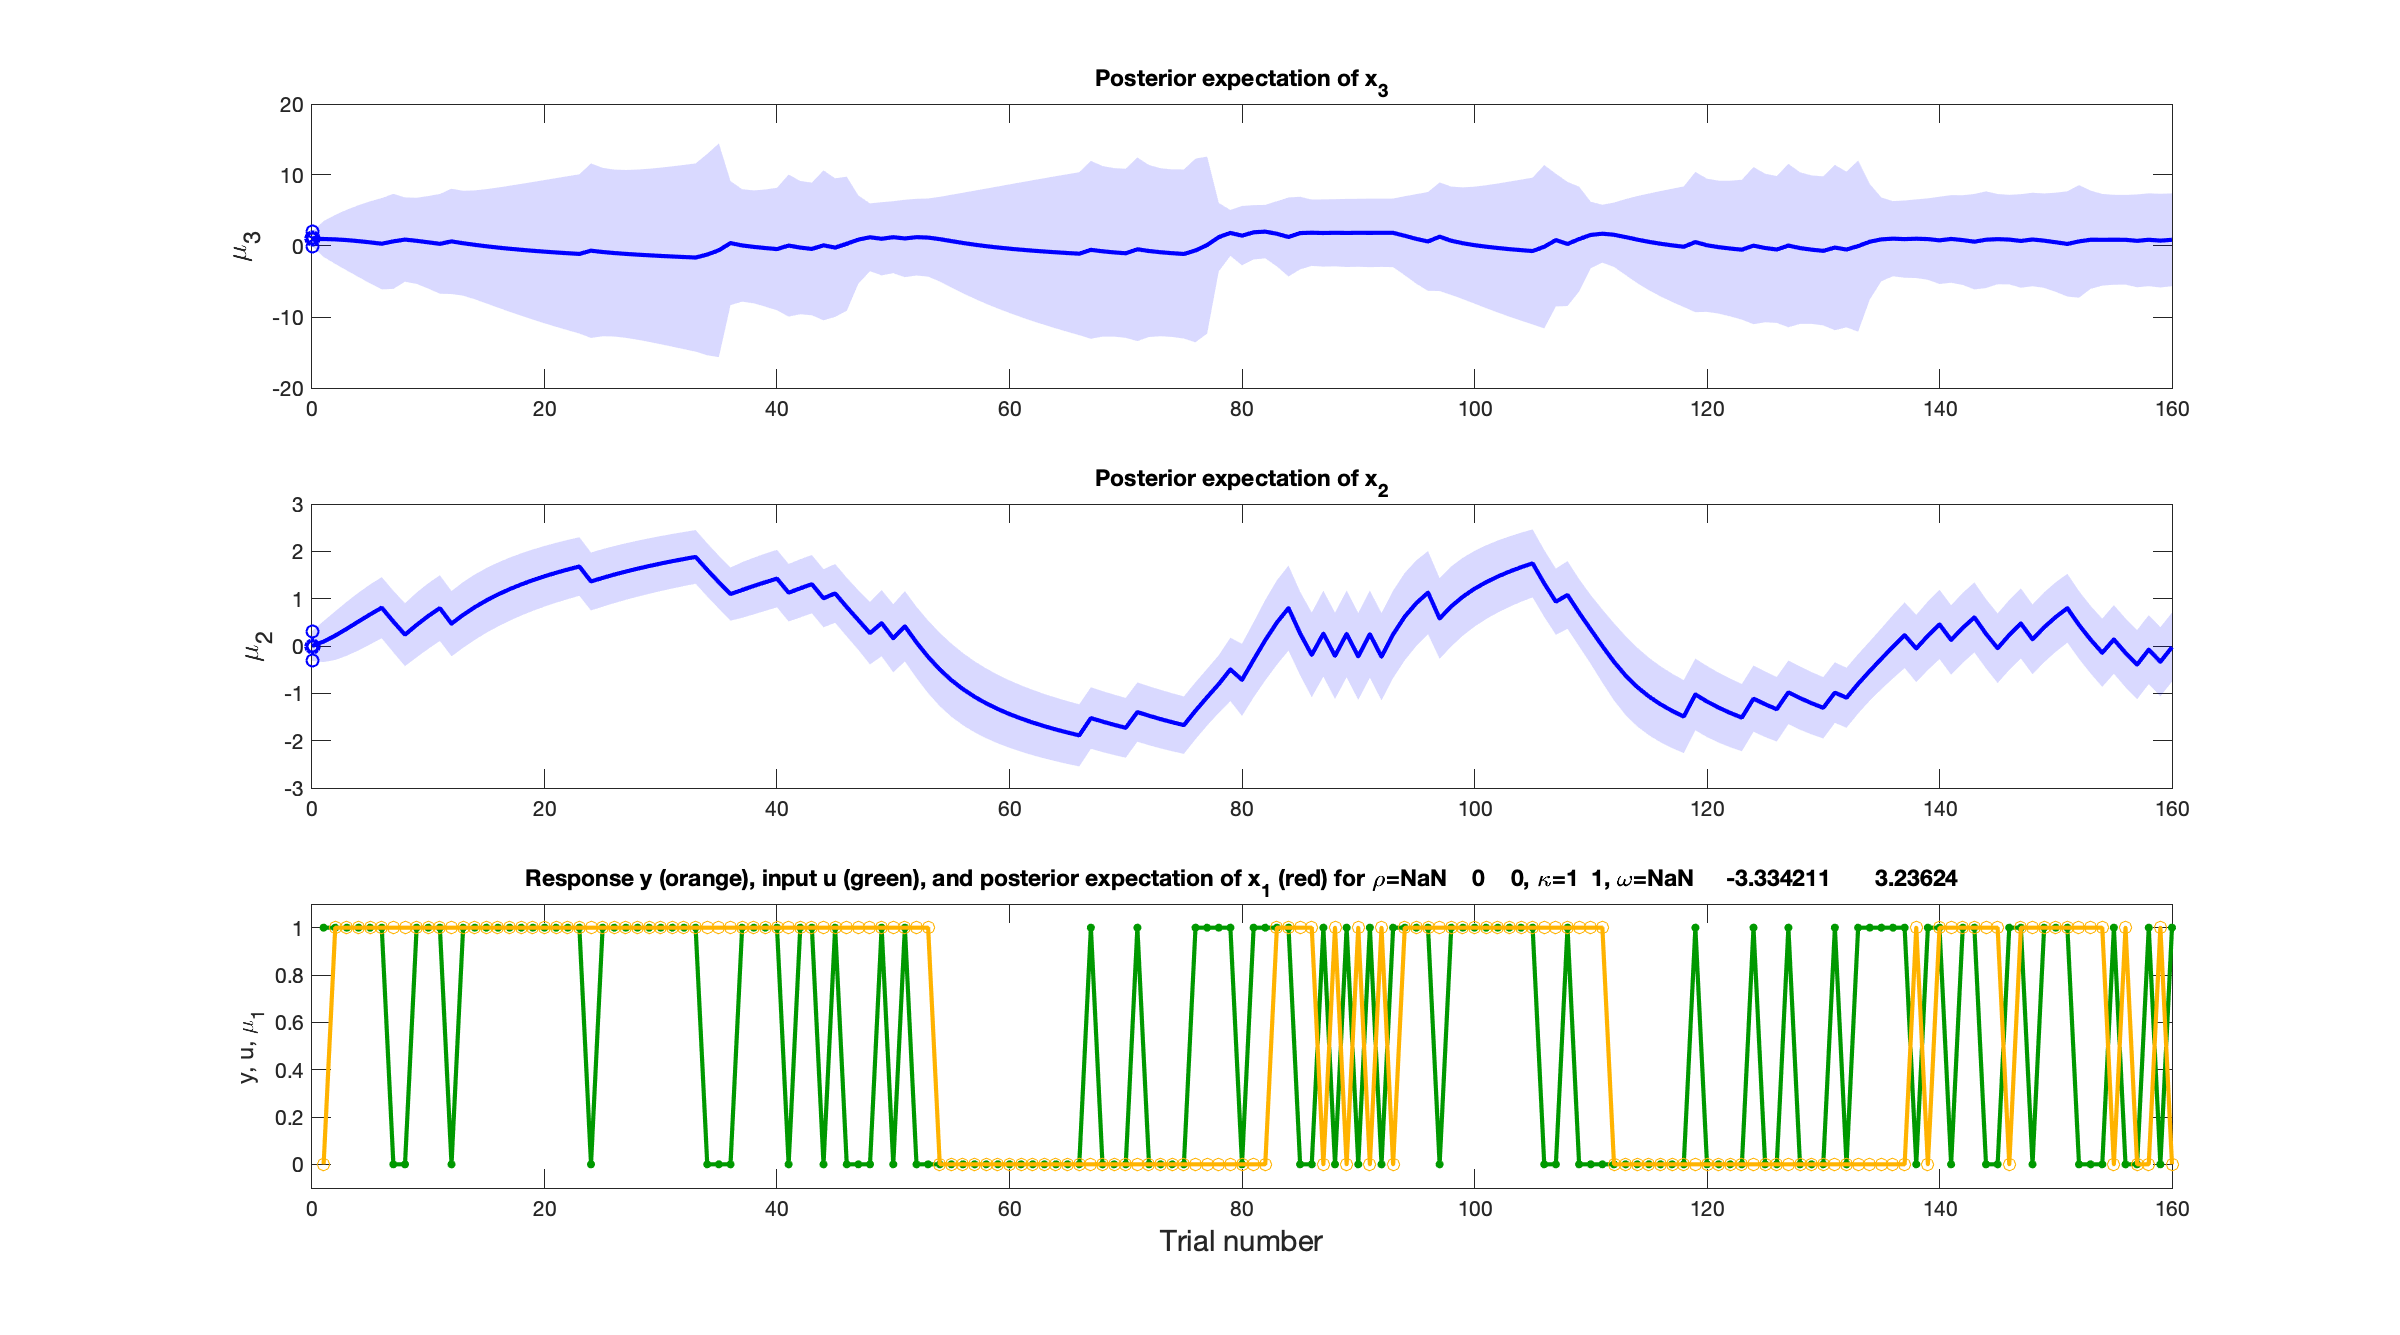 Posterior expectation of x3
μ3
20
10
0
-10
-20
0 20 40 60 80 100 120 140 160
Posterior expectation of x2
μ2
3
2
1
0
-1
-2
-3
0 20 40 60 80 100 120 140 160
Response y (orange), input u (green), and posterior expectation of x1 (red) for ρ=NaN 0 0, κ=1 1, ω=NaN -3.334211 3.23624
y, u, μ1
1
0.8
0.6
0.4
0.2
0
0 20 40 60 80 100 120 140 160
Trial number